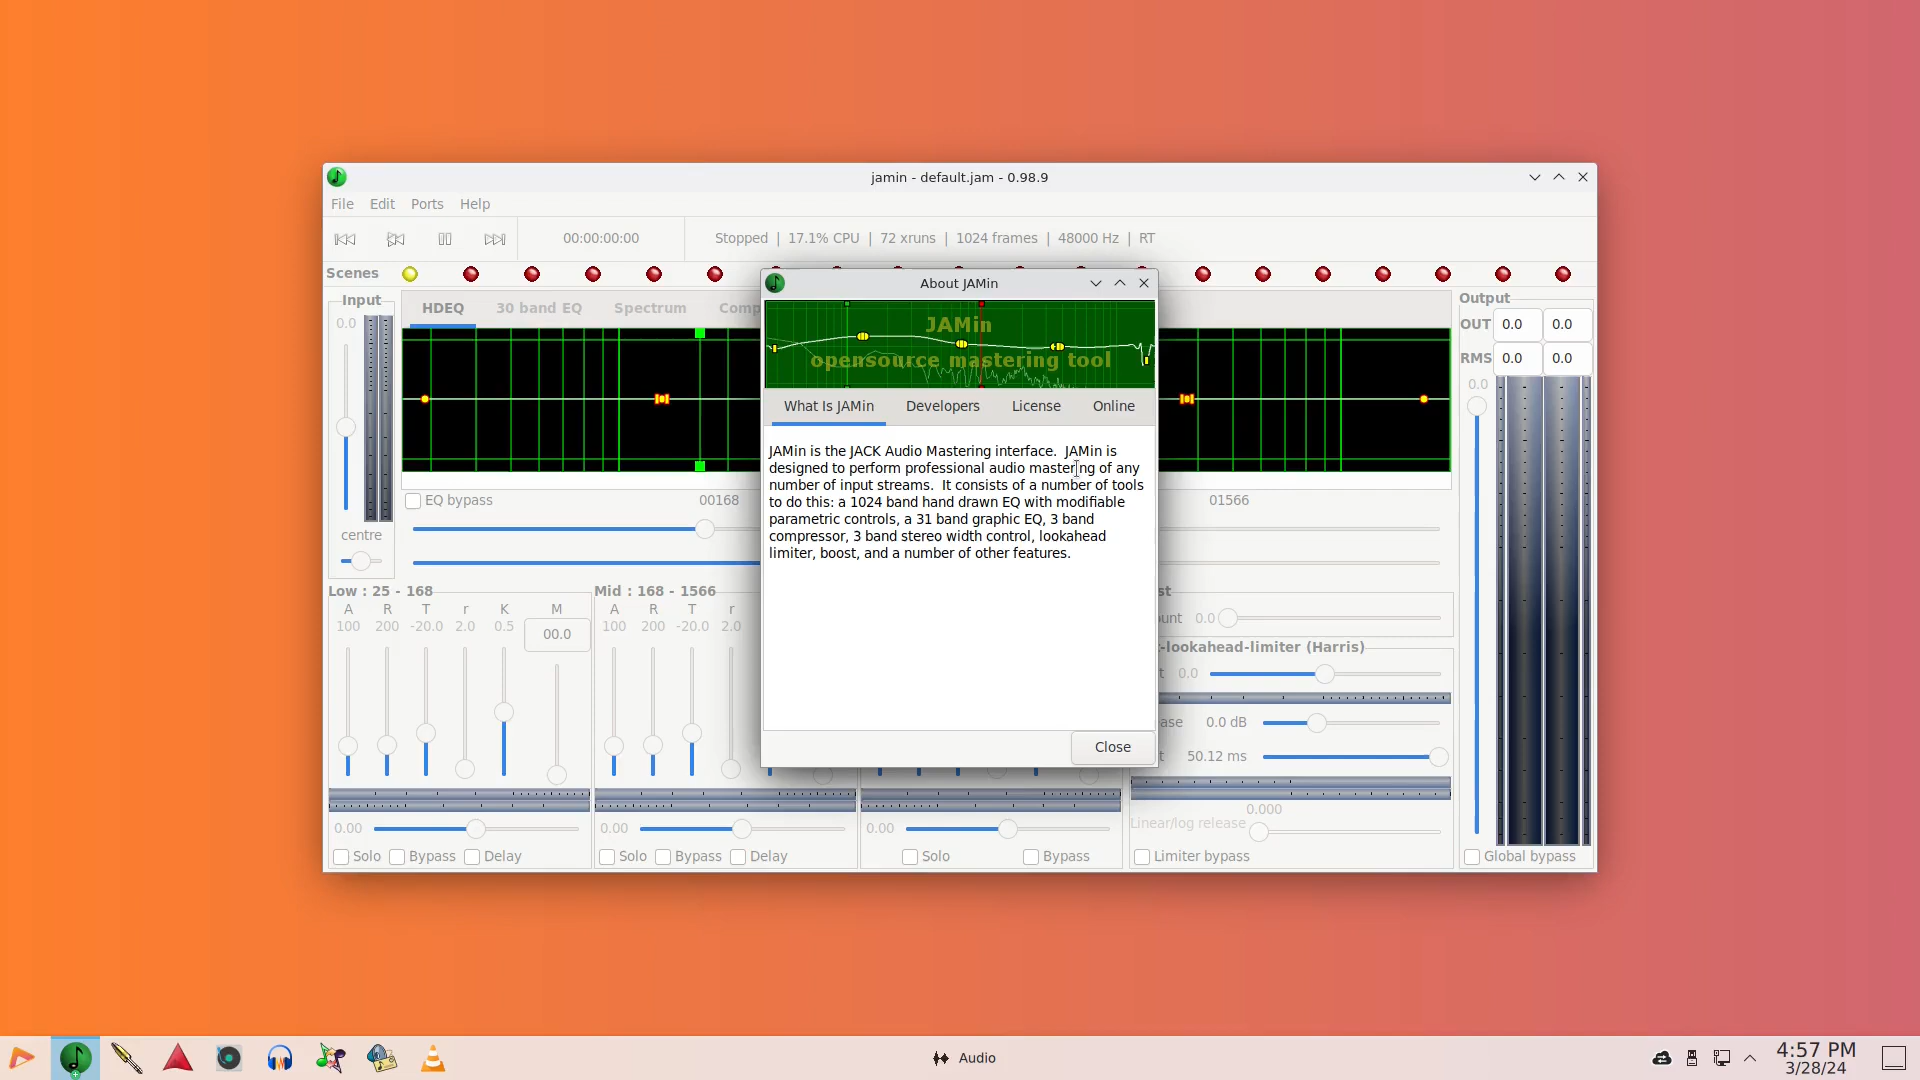 jamin - default.jam - 0.98.9
File Edit Ports Help
00:00:00:00
Stopped | 17.1% CPU | 72 xruns | 1024 frames | 48000 Hz | RT
Scenes
About JAMin
JAMin
opensource mastering tool
What Is JAMin Developers License Online
JAMin is the JACK Audio Mastering interface. JAMin is
designed to perform professional audio mastering of any
number of input streams. It consists of a number of tools
to do this: a 1024 band hand drawn EQ with modifiable
parametric controls, a 31 band graphic EQ, 3 band
compressor, 3 band stereo width control, lookahead
limiter, boost, and a number of other features.
Close
Input
0.0
centre
HDEQ 30 band EQ Spectrum Comp
EQ bypass 00168 01566
Output
OUT 0.0 0.0
RMS 0.0 0.0
0.0
Low : 25 - 168
A R T r K M
100 200 -20.0 2.0 0.5 00.0
0.00
Solo Bypass Delay
Mid : 168 - 1566
A R T r
100 200 -20.0 2.0
0.00
Solo Bypass Delay
0.00
Solo Bypass
st
unt 0.0
-lookahead-limiter (Harris)
t 0.0
ase 0.0 dB
t 50.12 ms
0.000
Linear/log release
Limiter bypass
Global bypass
Audio
4:57 PM
3/28/24